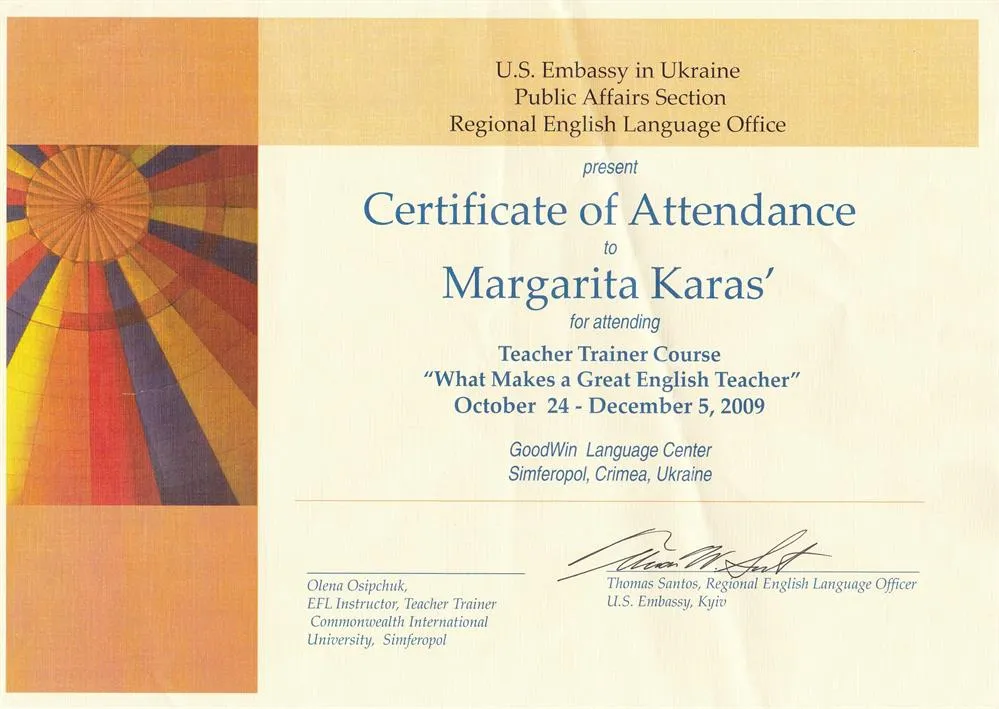 U.S. Embassy in Ukraine
Public Affairs Section
Regional English Language Office
present
Certificate of Attendance
to
Margarita Karas’
for attending
Teacher Trainer Course
“What Makes a Great English Teacher”
October 24 - December 5, 2009
GoodWin Language Center
Simferopol, Crimea, Ukraine
Olena Osipchuk,
EFL Instructor, Teacher Trainer
Commonwealth International
University, Simferopol
Thomas Santos, Regional English Language Officer
U.S. Embassy, Kyiv